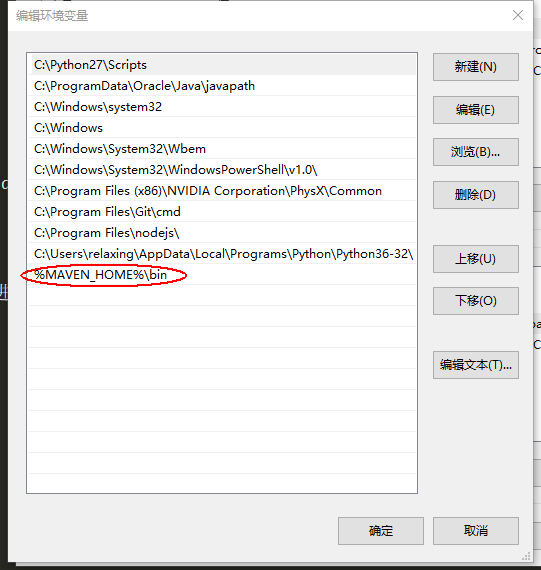 编辑环境变量
C:\Python27\Scripts
C:\ProgramData\Oracle\Java\javapath
C:\Windows\system32
C:\Windows
C:\Windows\System32\Wbem
C:\Windows\System32\WindowsPowerShell\v1.0\
C:\Program Files (x86)\NVIDIA Corporation\PhysX\Common
C:\Program Files\Git\cmd
C:\Program Files\nodejs\
C:\Users\relaxing\AppData\Local\Programs\Python\Python36-32\
%MAVEN_HOME%\bin
新建(N)
编辑(E)
浏览(B)...
删除(D)
上移(U)
下移(O)
编辑文本(T)...
确定
取消